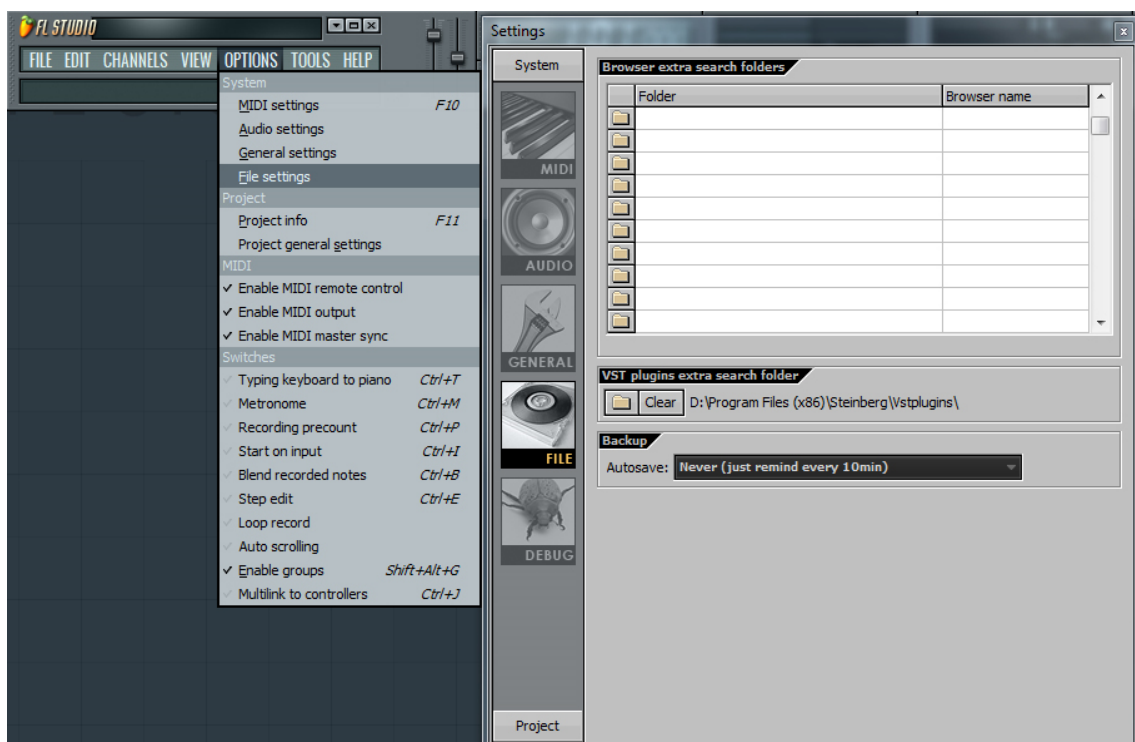 FL STUDIO
FILE EDIT CHANNELS VIEW OPTIONS TOOLS HELP
System
MIDI settings F10
Audio settings
General settings
File settings
Project
Project info F11
Project general settings
MIDI
Enable MIDI remote control
Enable MIDI output
Enable MIDI master sync
Switches
Typing keyboard to piano Ctrl+T
Metronome Ctrl+M
Recording precount Ctrl+P
Start on input Ctrl+I
Blend recorded notes Ctrl+B
Step edit Ctrl+E
Loop record
Auto scrolling
Enable groups Shift+Alt+G
Multilink to controllers Ctrl+J
Settings
System
MIDI
AUDIO
GENERAL
FILE
DEBUG
Project
Browser extra search folders
Folder Browser name
VST plugins extra search folder
Clear D:\Program Files (x86)\Steinberg\Vstplugins\
Backup
Autosave: Never (just remind every 10min)